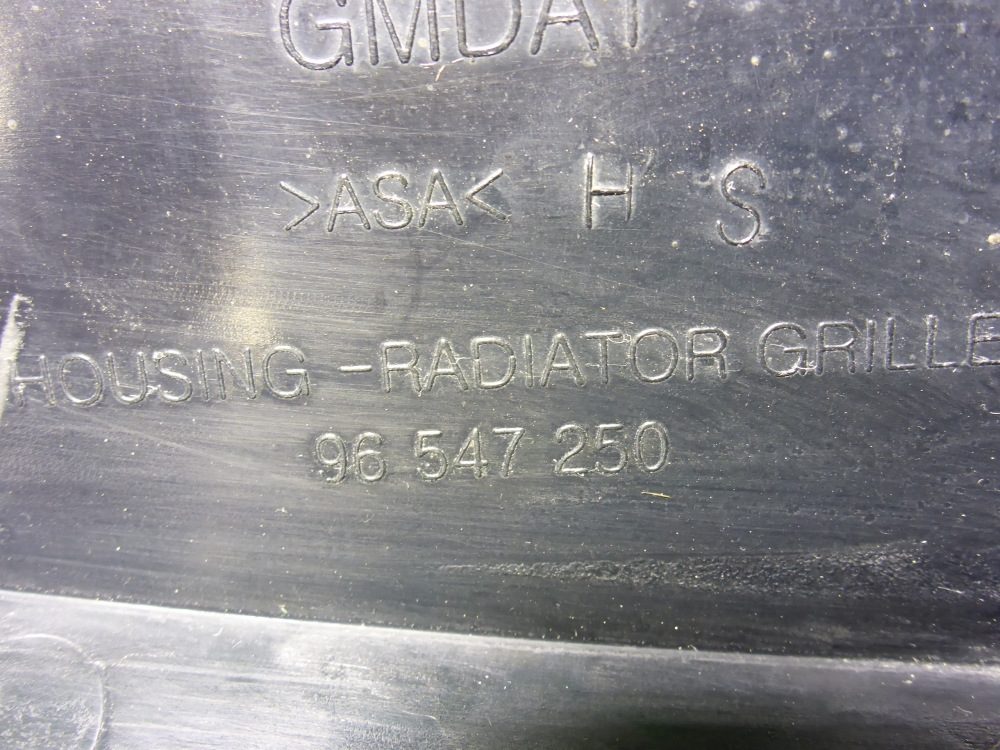 GMDAT
>ASA< H S
HOUSING -RADIATOR GRILLE
96 547 250